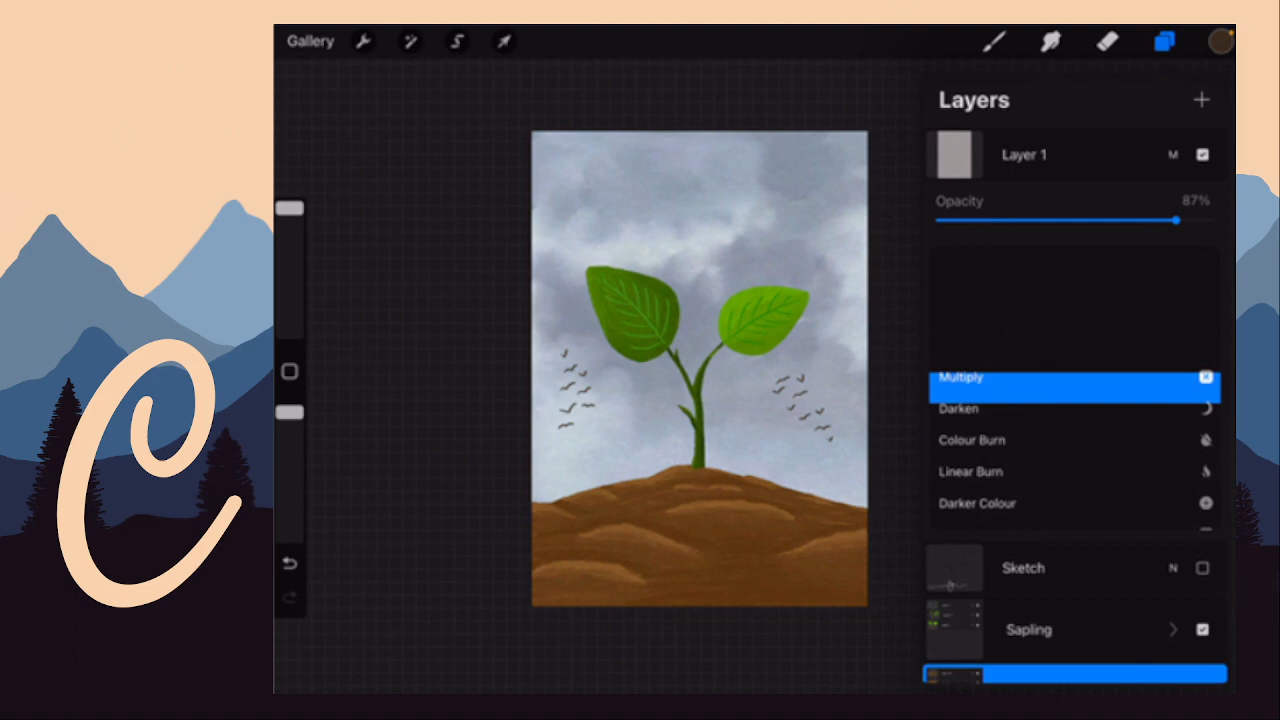 Gallery
Layers
Layer 1 M
Opacity 87%
Multiply
Darken
Colour Burn
Linear Burn
Darker Colour
Sketch N
Sapling
C